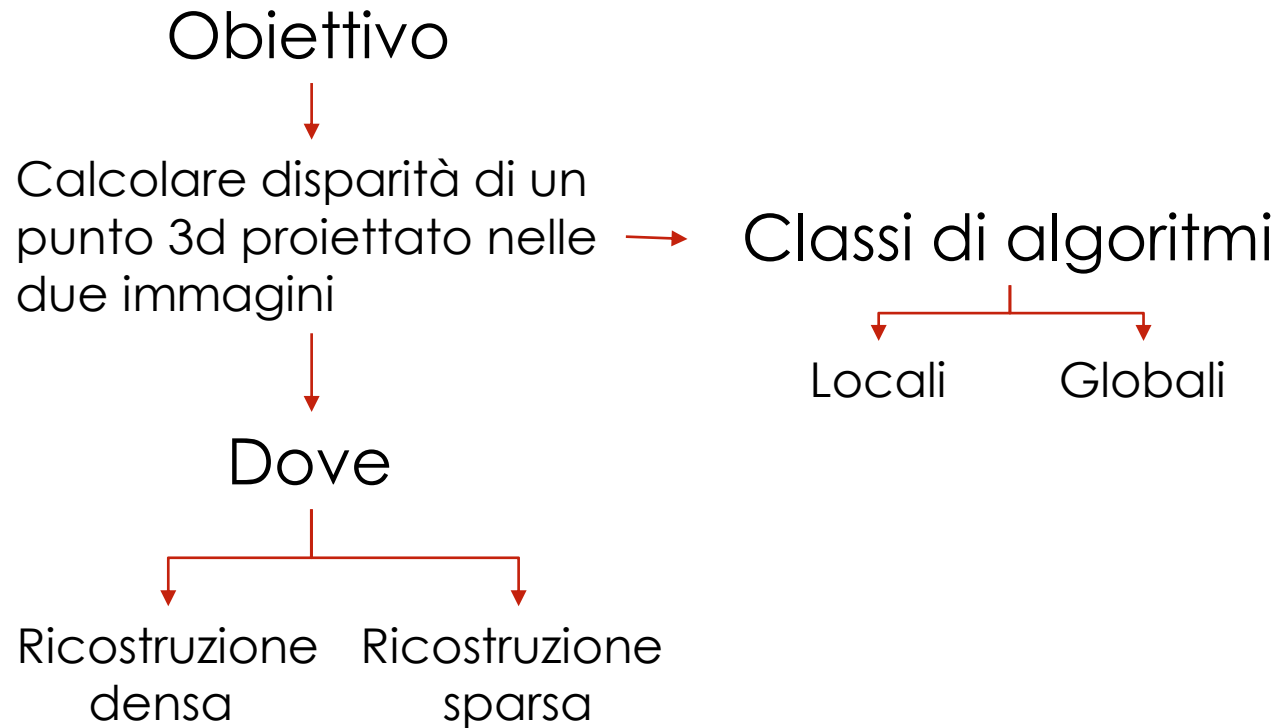 Obiettivo
Calcolare disparità di un
punto 3d proiettato nelle
due immagini
Classi di algoritmi
Locali
Globali
Dove
Ricostruzione
densa
Ricostruzione
sparsa